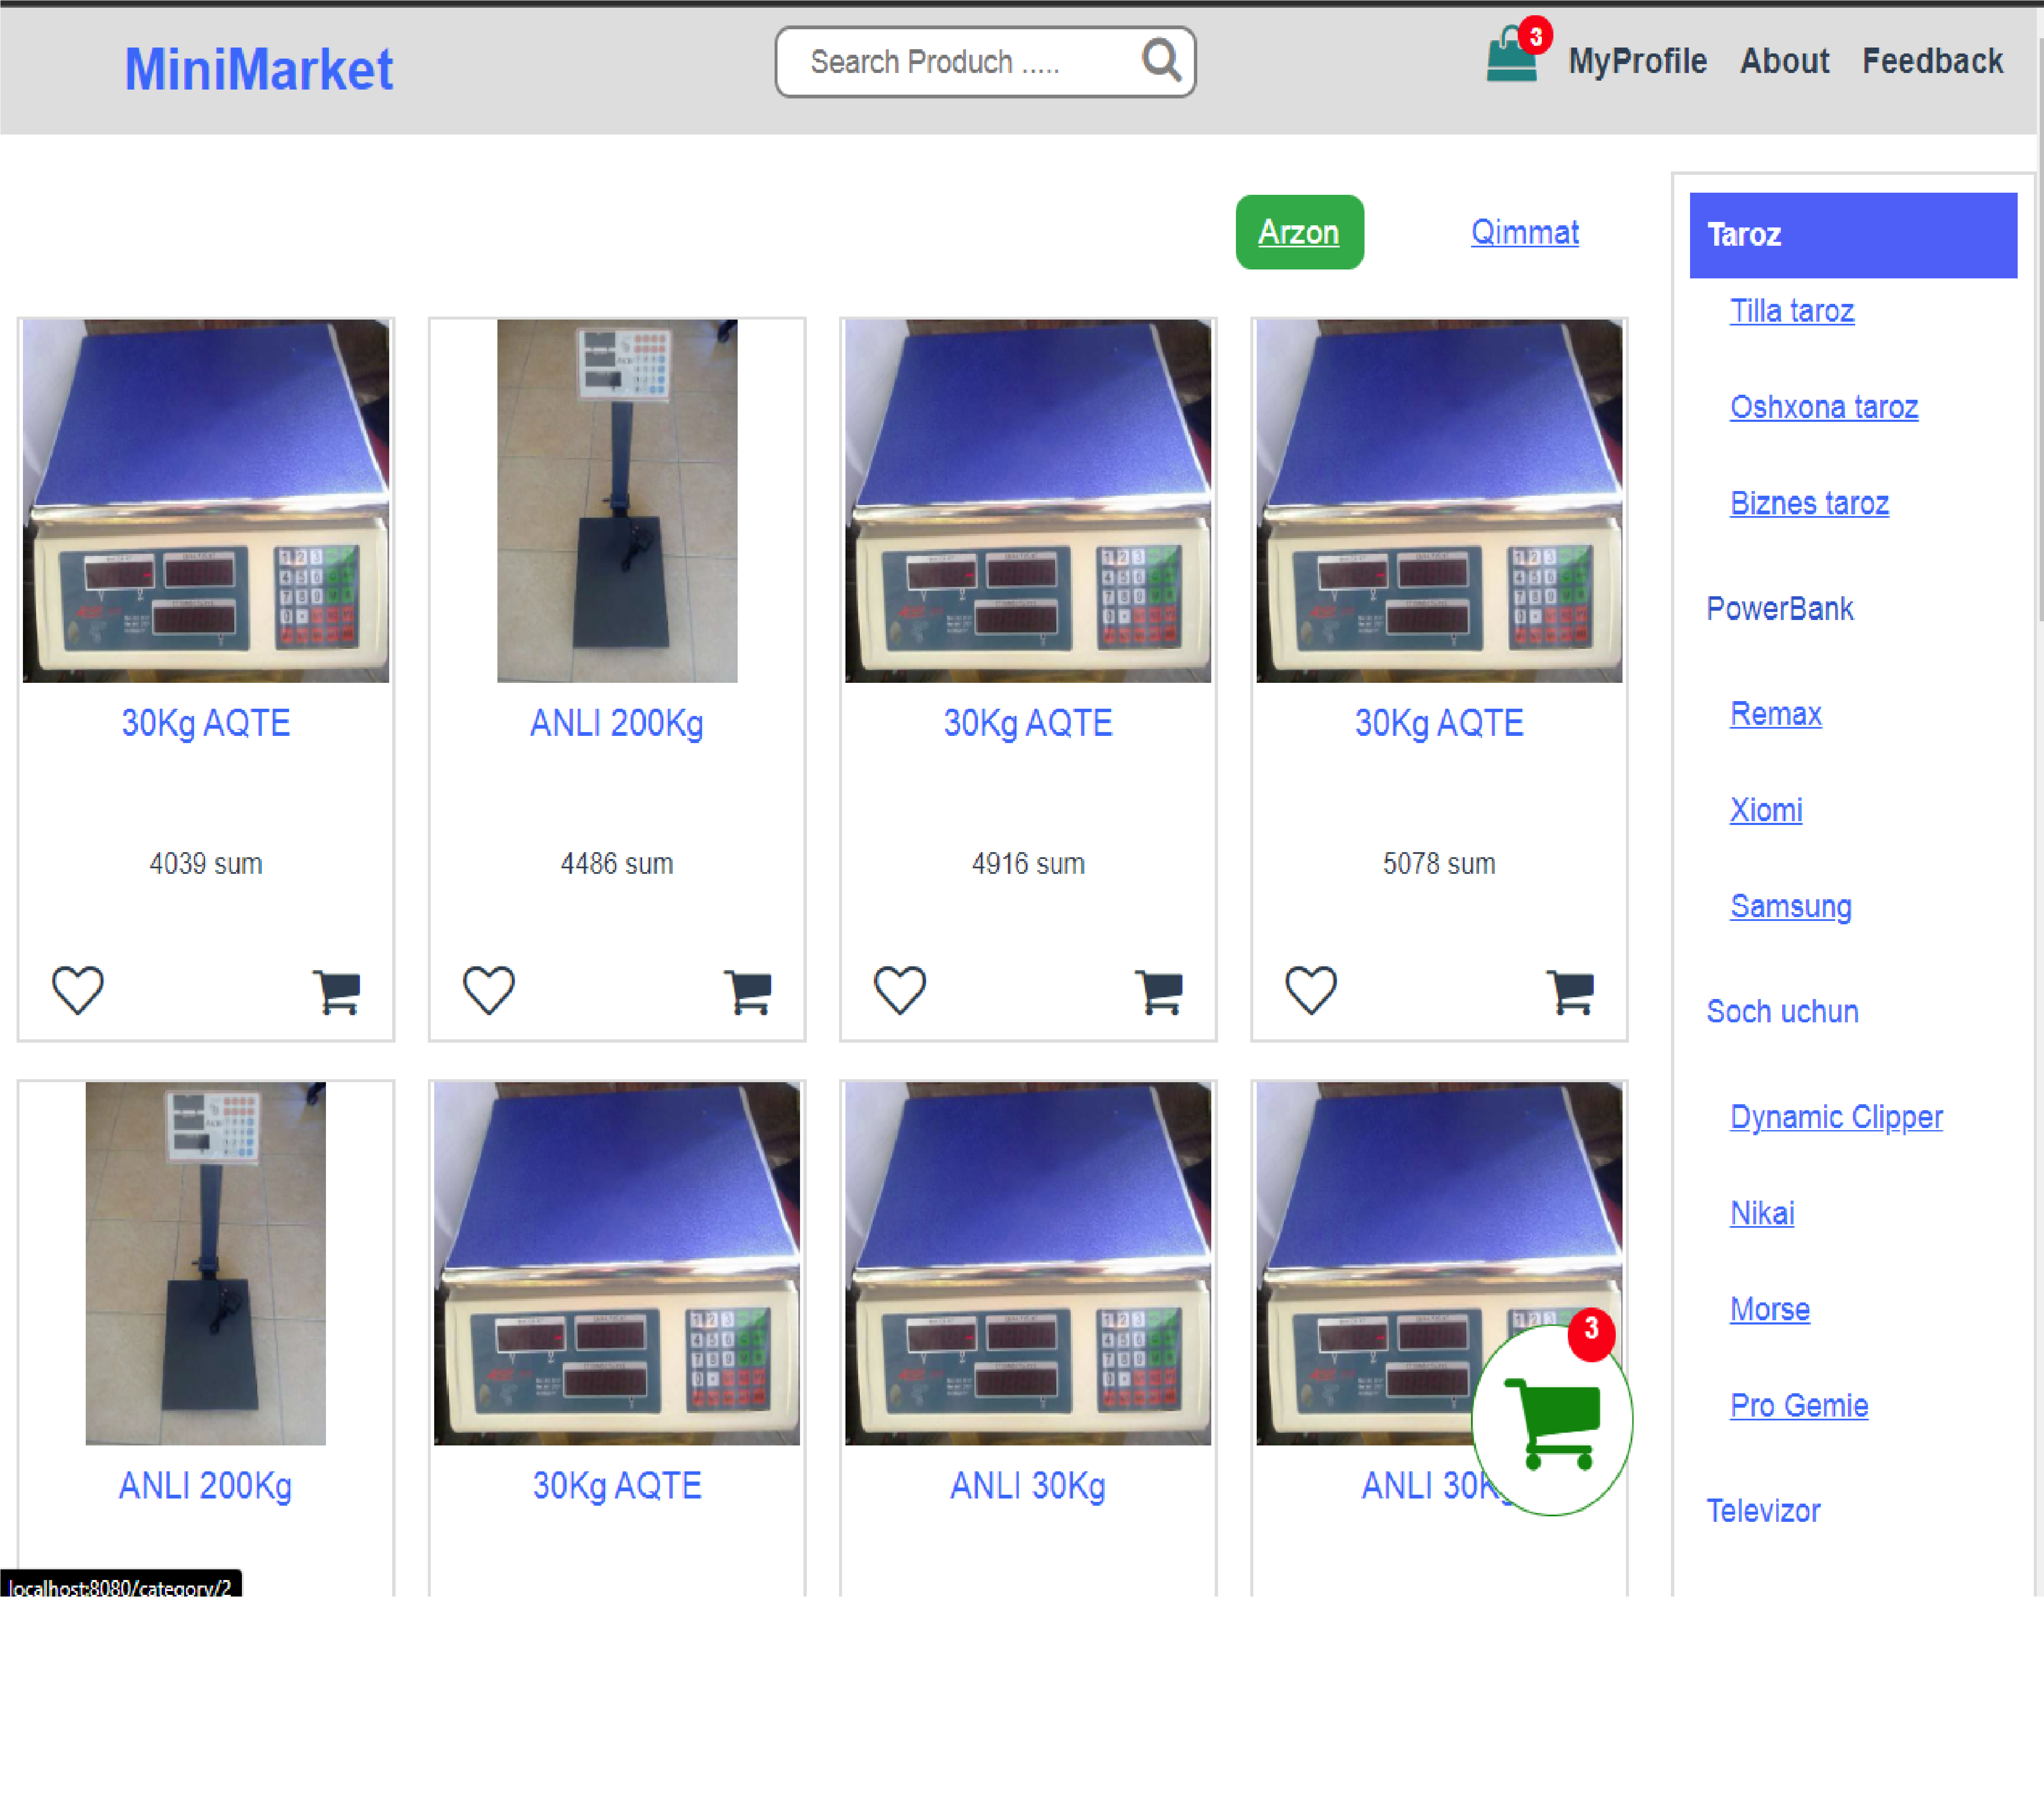 MiniMarket
Search Produch .....
3
MyProfile About Feedback
Arzon Qimmat
30Kg AQTE
4039 sum
ANLI 200Kg
4486 sum
30Kg AQTE
4916 sum
30Kg AQTE
5078 sum
ANLI 200Kg
30Kg AQTE
ANLI 30Kg
ANLI 30Kg
3
Taroz
Tilla taroz
Oshxona taroz
Biznes taroz
PowerBank
Remax
Xiomi
Samsung
Soch uchun
Dynamic Clipper
Nikai
Morse
Pro Gemie
Televizor
localhost:8080/category/2